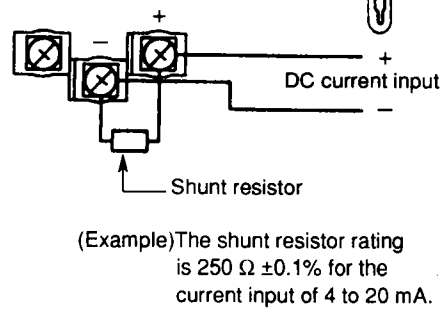 +
−
+
DC current input
−
Shunt resistor
(Example)The shunt resistor rating
is 250 Ω ±0.1% for the
current input of 4 to 20 mA.